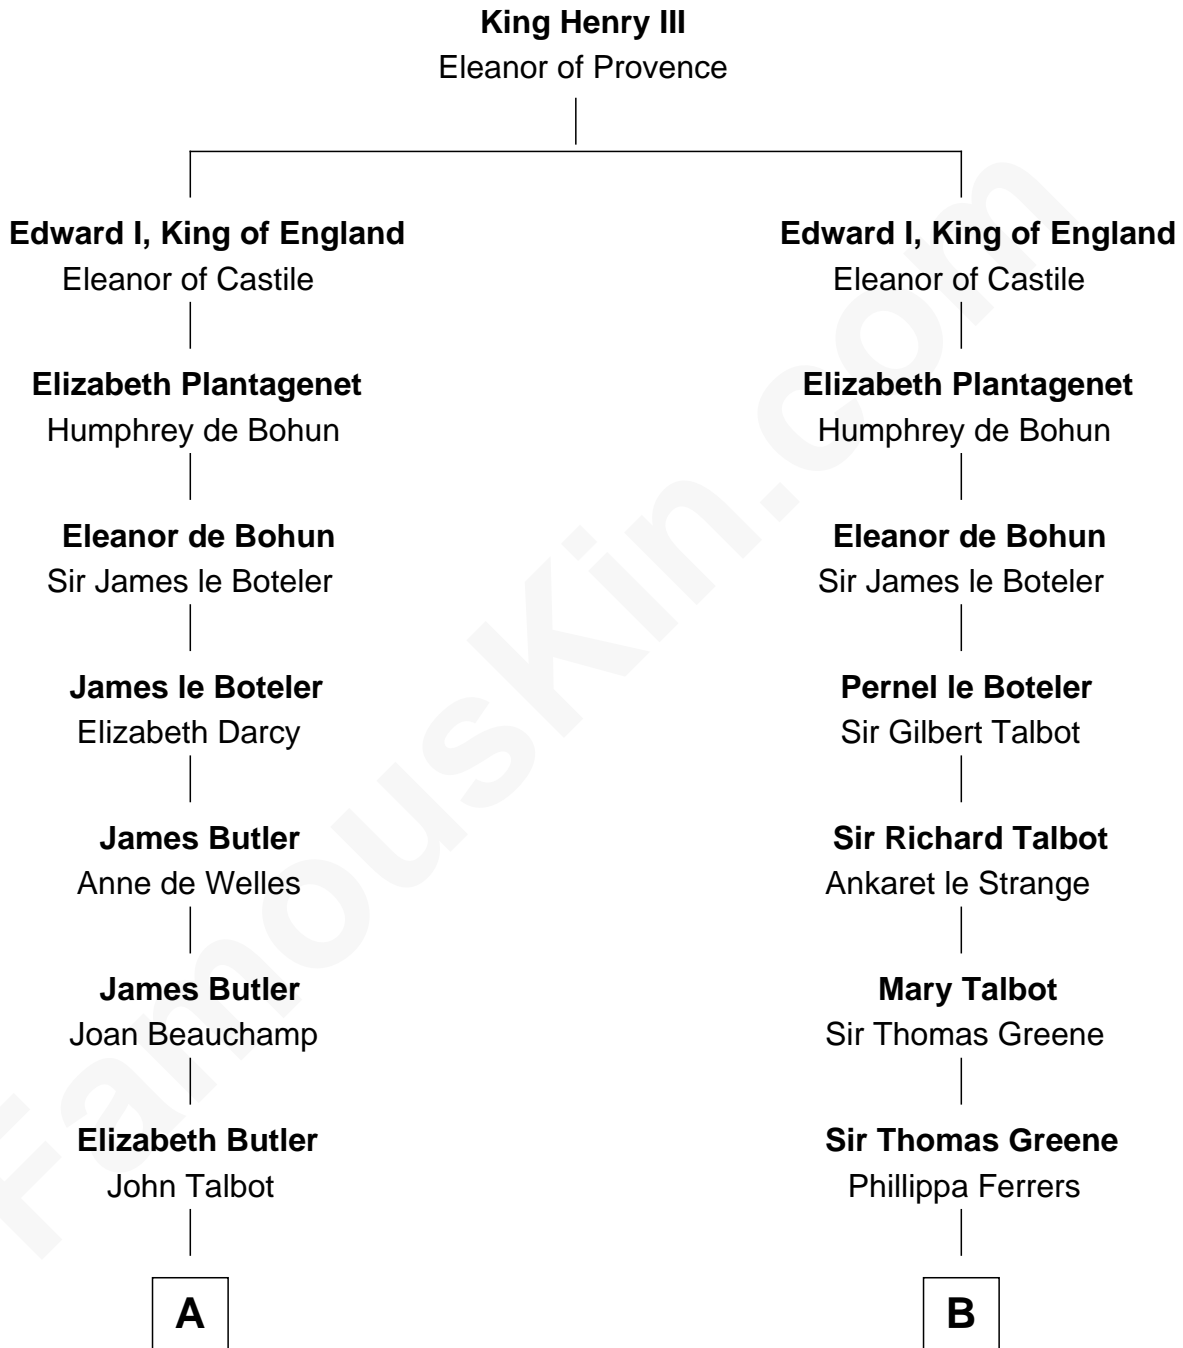 King Henry III
Eleanor of Provence
Edward I, King of England
Eleanor of Castile
Elizabeth Plantagenet
Humphrey de Bohun
Eleanor de Bohun
Sir James le Boteler
James le Boteler
Elizabeth Darcy
James Butler
Anne de Welles
James Butler
Joan Beauchamp
Elizabeth Butler
John Talbot
A
Edward I, King of England
Eleanor of Castile
Elizabeth Plantagenet
Humphrey de Bohun
Eleanor de Bohun
Sir James le Boteler
Pernel le Boteler
Sir Gilbert Talbot
Sir Richard Talbot
Ankaret le Strange
Mary Talbot
Sir Thomas Greene
Sir Thomas Greene
Phillippa Ferrers
B
FamousKin.com